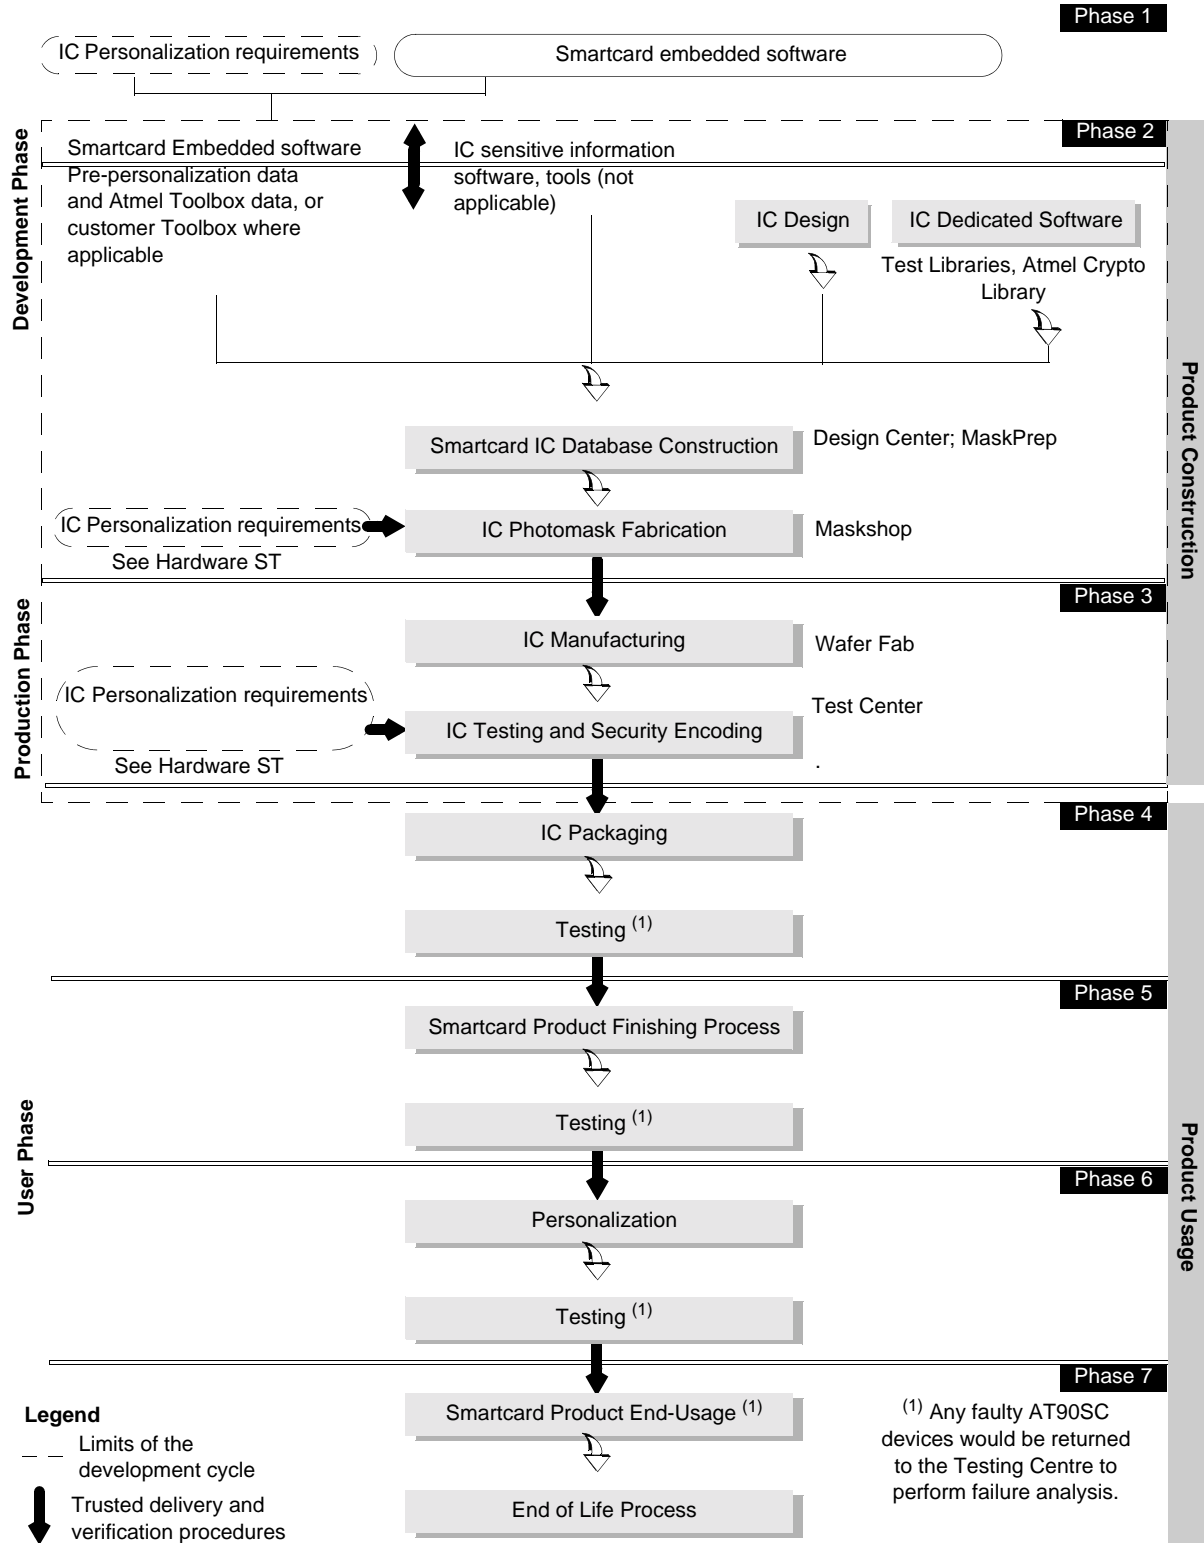 Phase 1
IC Personalization requirements
Smartcard embedded software
Development Phase
Phase 2
Smartcard Embedded software
Pre-personalization data
and Atmel Toolbox data, or
customer Toolbox where
applicable
IC sensitive information
software, tools (not
applicable)
IC Design
IC Dedicated Software
Test Libraries, Atmel Crypto
Library
Product Construction
Smartcard IC Database Construction
Design Center; MaskPrep
IC Personalization requirements
IC Photomask Fabrication
Maskshop
See Hardware ST
Production Phase
Phase 3
IC Manufacturing
Wafer Fab
IC Personalization requirements
Test Center
IC Testing and Security Encoding
See Hardware ST
.
Phase 4
IC Packaging
Testing (1)
Phase 5
Smartcard Product Finishing Process
User Phase
Testing (1)
Product Usage
Phase 6
Personalization
Testing (1)
Phase 7
Legend
Smartcard Product End-Usage (1)
(1) Any faulty AT90SC
devices would be returned
to the Testing Centre to
perform failure analysis.
Limits of the
development cycle
Trusted delivery and
verification procedures
End of Life Process